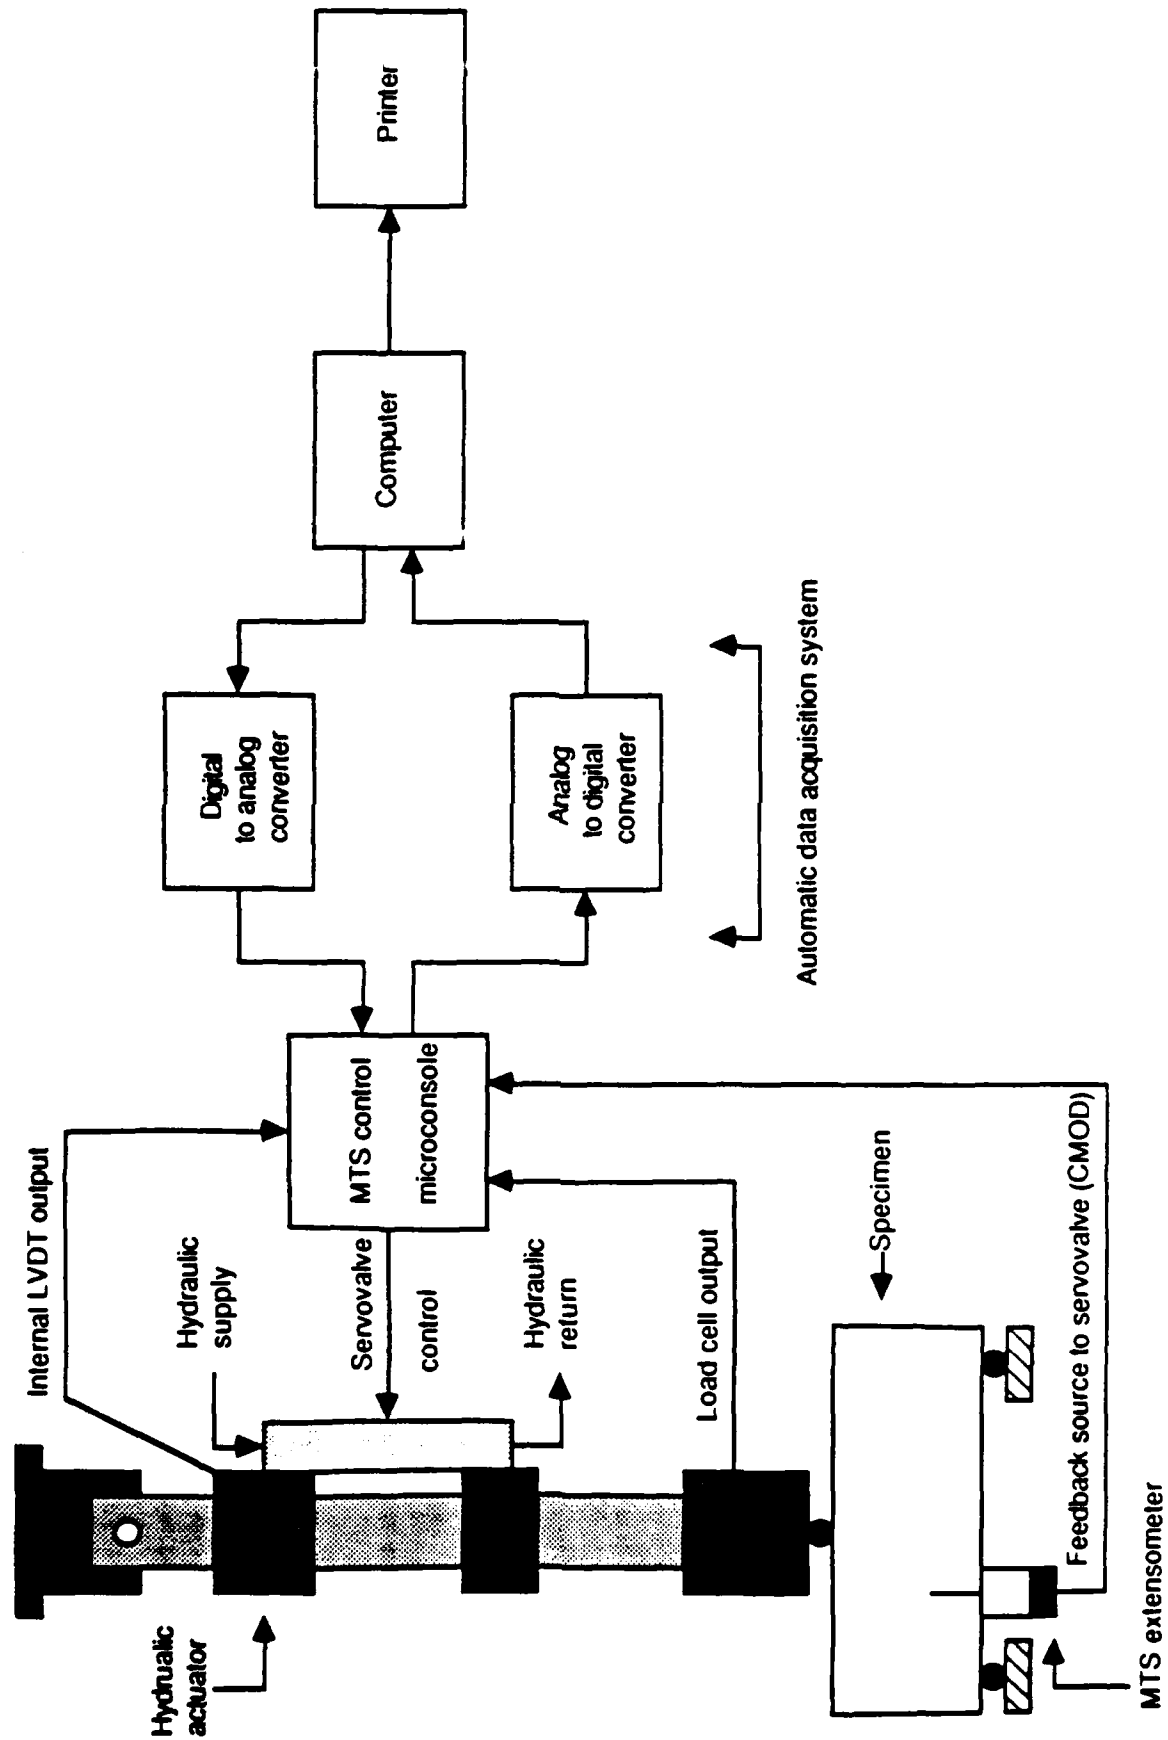 Hydrualic
actuator
Internal LVDT output
Hydraulic
supply
Servovalve
control
Hydraulic
return
Load cell output
MTS control
microconsole
Digital
to analog
converter
Analog
to digital
converter
Computer
Printer
Automatic data acquisition system
Specimen
Feedback source to servovalve (CMOD)
MTS extensometer